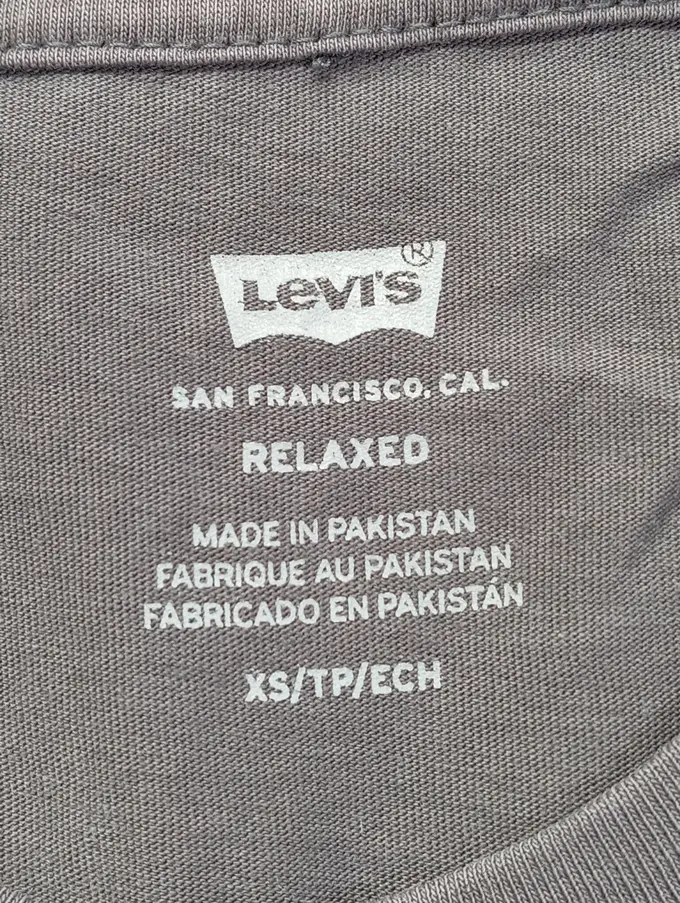 Levi's®
SAN FRANCISCO, CAL.
RELAXED
MADE IN PAKISTAN
FABRIQUE AU PAKISTAN
FABRICADO EN PAKISTÁN
XS/TP/ECH